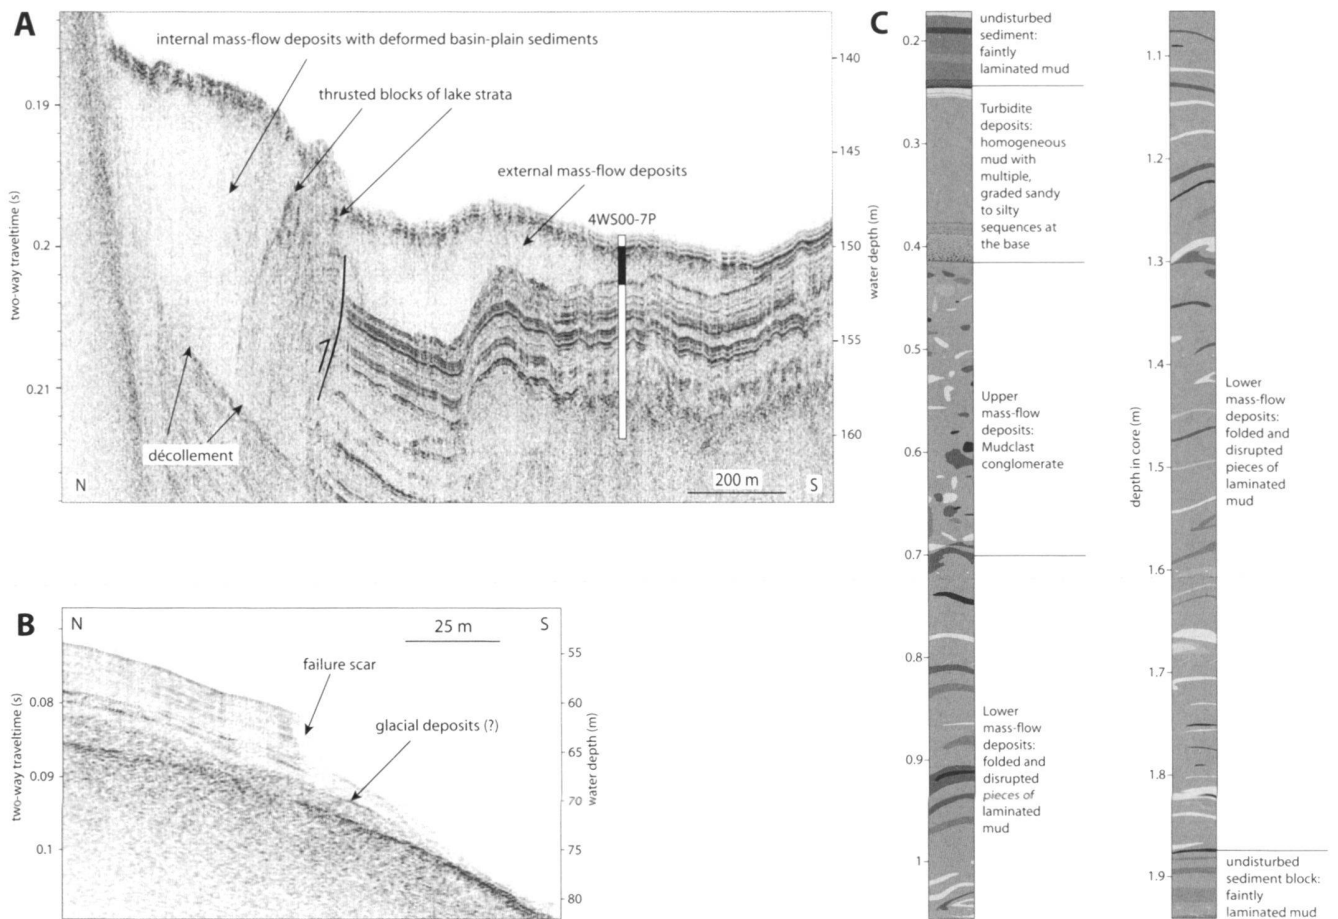 A
internal mass-flow deposits with deformed basin-plain sediments
thrusted blocks of lake strata
external mass-flow deposits
4WS00-7P
décollement
N
200 m
S
two-way traveltime (s)
0.19
0.2
0.21
water depth (m)
140
145
150
155
160
B
N
25 m
S
failure scar
glacial deposits (?)
two-way traveltime (s)
0.08
0.09
0.1
water depth (m)
55
60
65
70
75
80
C
0.2
0.3
0.4
0.5
0.6
0.7
0.8
0.9
1
undisturbed
sediment:
faintly
laminated mud
Turbidite
deposits:
homogeneous
mud with
multiple,
graded sandy
to silty
sequences at
the base
Upper
mass-flow
deposits:
Mudclast
conglomerate
Lower
mass-flow
deposits:
folded and
disrupted
pieces of
laminated
mud
depth in core (m)
1.1
1.2
1.3
1.4
1.5
1.6
1.7
1.8
1.9
Lower
mass-flow
deposits:
folded and
disrupted
pieces of
laminated
mud
undisturbed
sediment block:
faintly
laminated mud